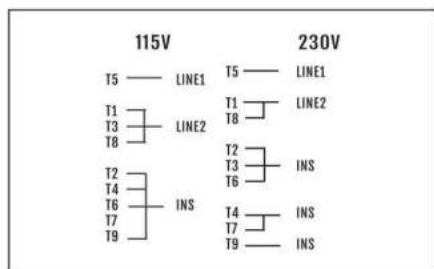 115V
T5 LINE1
T1
T3 LINE2
T8
T2
T4
T6 INS
T7
T9
230V
T5 LINE1
T1 LINE2
T8
T2
T3 INS
T6
T4 INS
T7
T9 INS